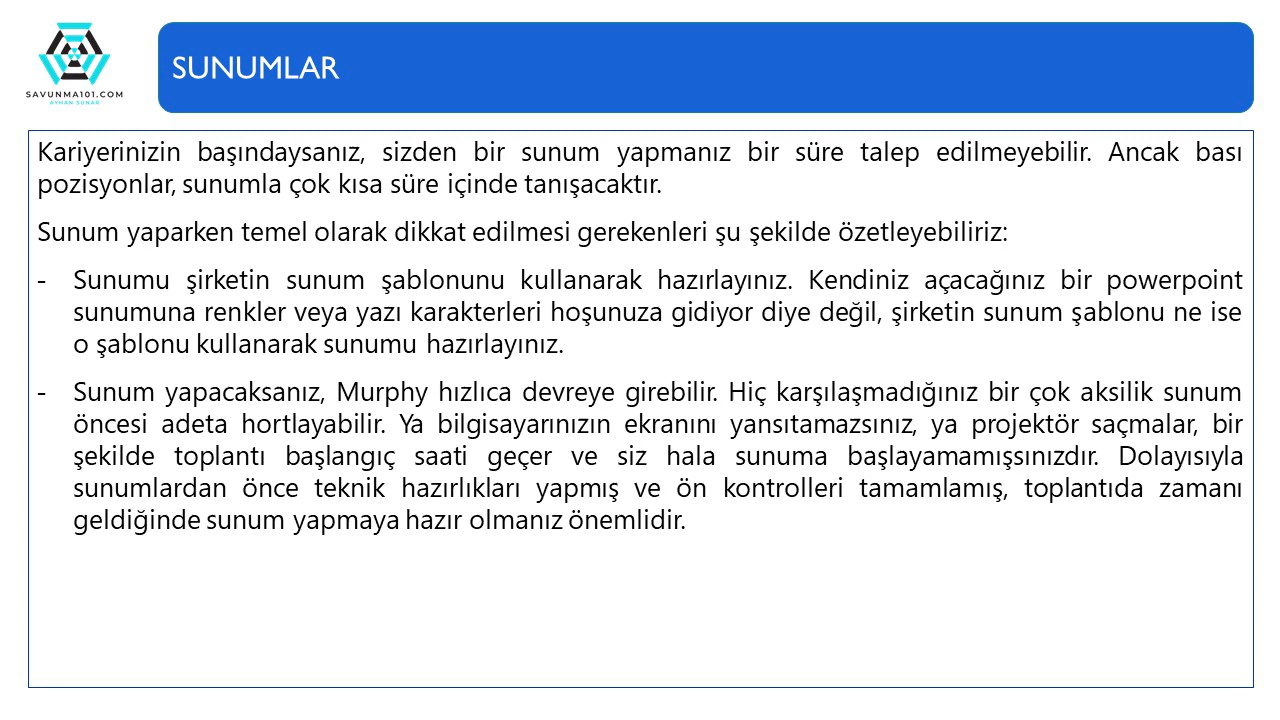 SAVUNMA101.COM
AYHAN SUNAR
SUNUMLAR
Kariyerinizin başındaysanız, sizden bir sunum yapmanız bir süre talep edilmeyebilir. Ancak bası
pozisyonlar, sunumla çok kısa süre içinde tanışacaktır.
Sunum yaparken temel olarak dikkat edilmesi gerekenleri şu şekilde özetleyebiliriz:
- Sunumu şirketin sunum şablonunu kullanarak hazırlayınız. Kendiniz açacağınız bir powerpoint
sunumuna renkler veya yazı karakterleri hoşunuza gidiyor diye değil, şirketin sunum şablonu ne ise
o şablonu kullanarak sunumu hazırlayınız.
- Sunum yapacaksanız, Murphy hızlıca devreye girebilir. Hiç karşılaşmadığınız bir çok aksilik sunum
öncesi adeta hortlayabilir. Ya bilgisayarınızın ekranını yansıtamazsınız, ya projektör saçmalar, bir
şekilde toplantı başlangıç saati geçer ve siz hala sunuma başlayamamışsınızdır. Dolayısıyla
sunumlardan önce teknik hazırlıkları yapmış ve ön kontrolleri tamamlamış, toplantıda zamanı
geldiğinde sunum yapmaya hazır olmanız önemlidir.